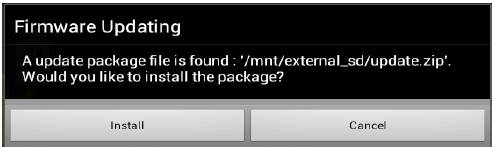 Firmware Updating
A update package file is found : '/mnt/external_sd/update.zip'.
Would you like to install the package?
Install
Cancel